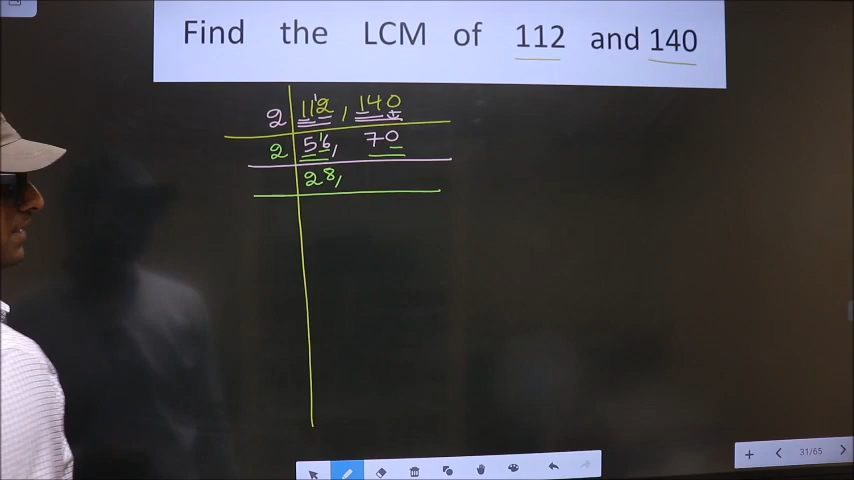 Find the LCM of 112 and 140
2 112, 140
2 56, 70
28,
31/65